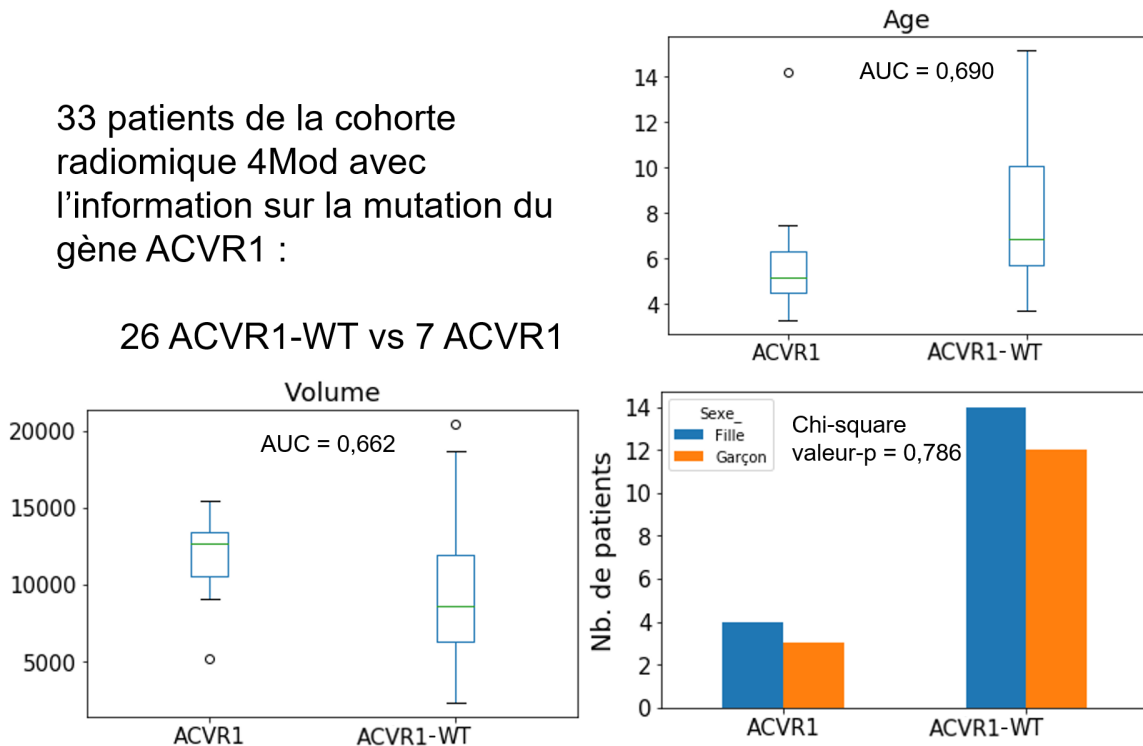 33 patients de la cohorte
radiomique 4Mod avec
l’information sur la mutation du
gène ACVR1 :
26 ACVR1-WT vs 7 ACVR1
Age
AUC = 0,690
14
12
10
8
6
4
ACVR1
ACVR1-WT
Volume
AUC = 0,662
20000
15000
10000
5000
ACVR1
ACVR1-WT
Sexe_
Fille
Garçon
Chi-square
valeur-p = 0,786
Nb. de patients
14
12
10
8
6
4
2
0
ACVR1
ACVR1-WT